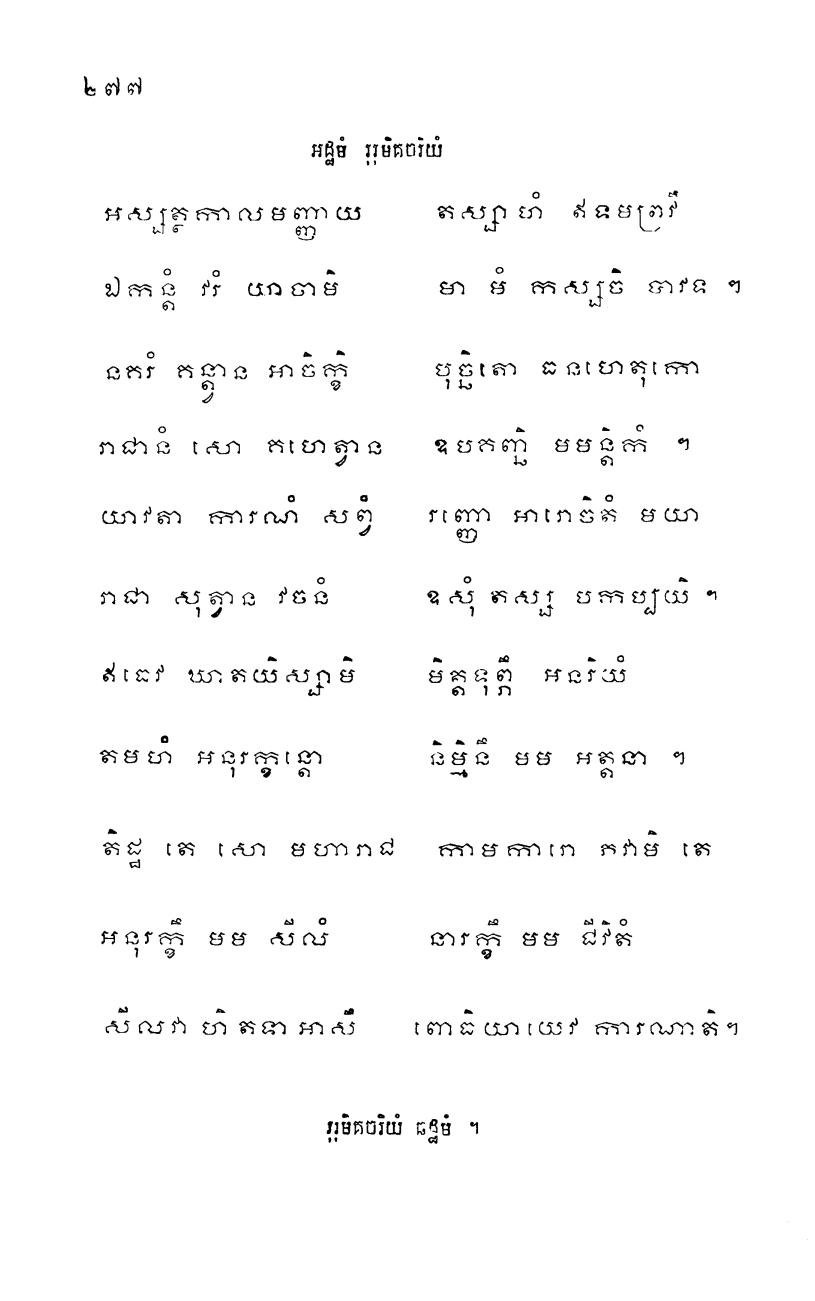 ២៧៧
អដ្ឋមំ រុរុមិគចរិយំ
អស្សត្ថកាលមញ្ញាយ តស្សាហំ ឥទមព្រវឹ
ឯកន្តំ វរំ យាចាមិ មា មំ កស្សចិ បាវទ ។
នគរំ គន្ត្វាន អាចិក្ខិ បុច្ឆិតោ ធនហេតុកោ
រាជានំ សោ គហេត្វាន ឧបគញ្ឆិ មមន្តិកំ ។
យាវតា ការណំ សព្វំ រញ្ញោ អារោចិតំ មយា
រាជា សុត្វាន វចនំ ឧសុំ តស្ស បកប្បយិ ។
ឥធេវ ឃាតយិស្សាមិ មិត្តទុព្ភឹ អនរិយំ
តមហំ អនុរក្ខន្តោ និម្មិនឹ មម អត្តនា ។
តិដ្ឋ តេ សោ មហារាជ កាមការោ ភវាមិ តេ
អនុរក្ខឹ មម សីលំ នារក្ខឹ មម ជីវិតំ
សីលវា ហិ តទា អាសឹ ពោធិយាយេវ ការណាតិ។
រុរុមិគចរិយំ ឆដ្ឋមំ ។